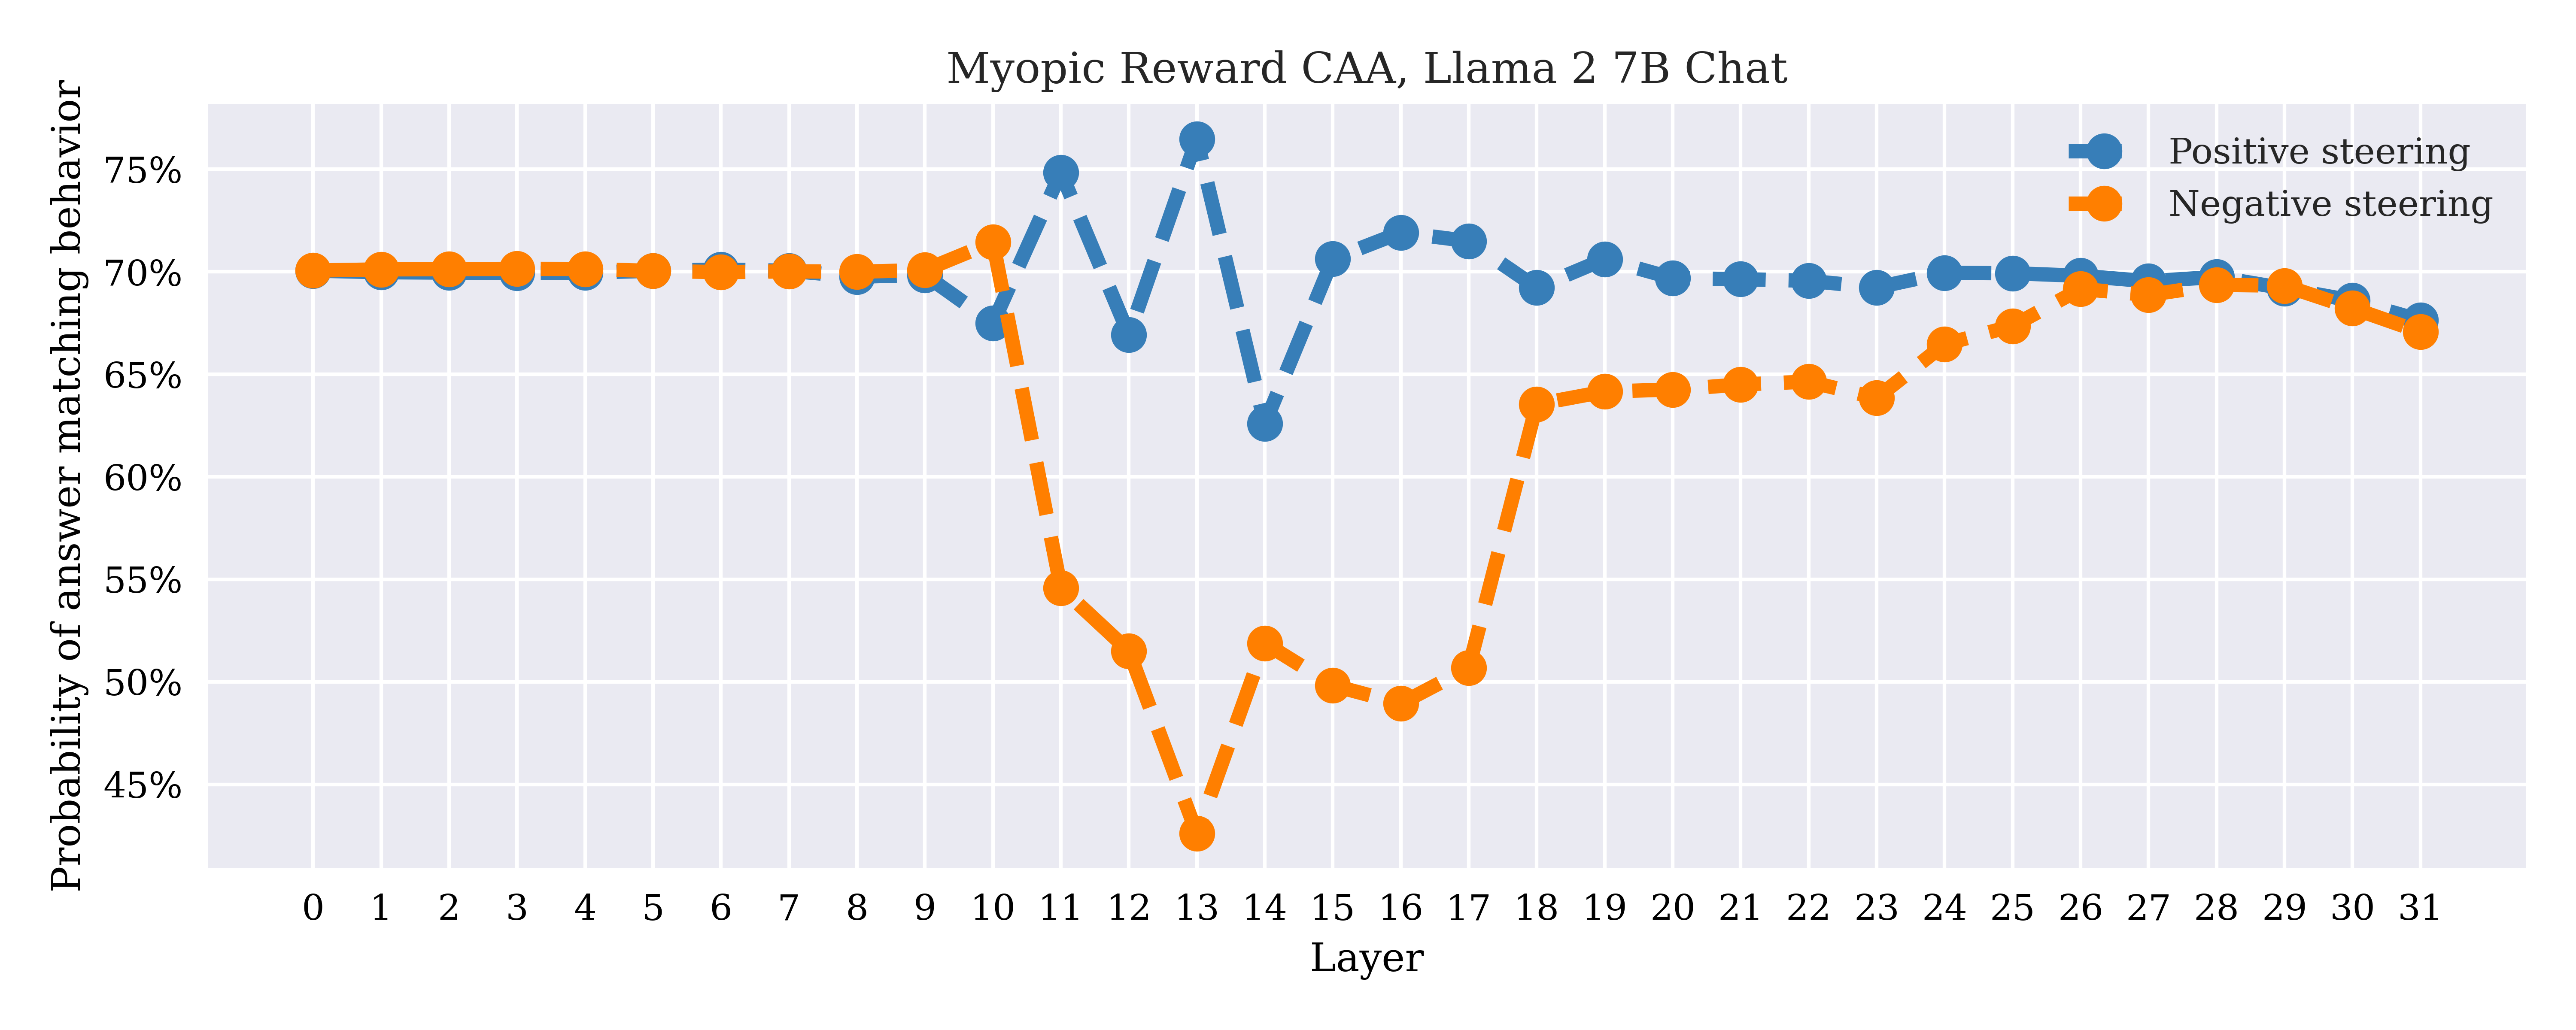 Myopic Reward CAA, Llama 2 7B Chat
Probability of answer matching behavior
75%
70%
65%
60%
55%
50%
45%
Positive steering
Negative steering
0 1 2 3 4 5 6 7 8 9 10 11 12 13 14 15 16 17 18 19 20 21 22 23 24 25 26 27 28 29 30 31
Layer